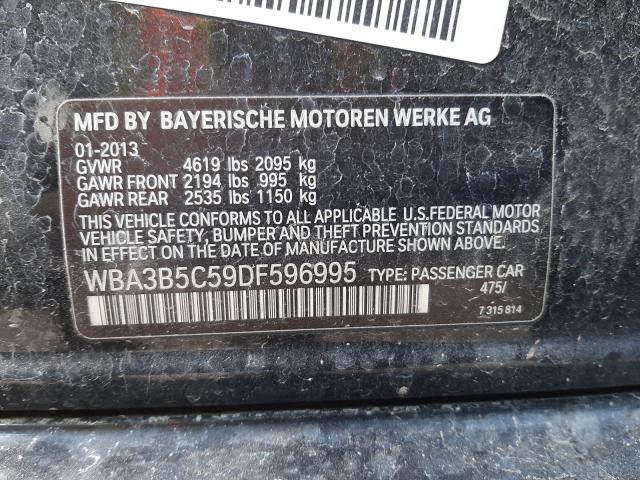 MFD BY BAYERISCHE MOTOREN WERKE AG
01-2013
GVWR 4619 lbs 2095 kg
GAWR FRONT 2194 lbs 995 kg
GAWR REAR 2535 lbs 1150 kg
THIS VEHICLE CONFORMS TO ALL APPLICABLE U.S.FEDERAL MOTOR
VEHICLE SAFETY, BUMPER AND THEFT PREVENTION
STANDARDS IN EFFECT ON THE DATE OF MANUFACTURE SHOWN ABOVE.
WBA3B5C59DF596995 TYPE: PASSENGER CAR
475/
7 315 814